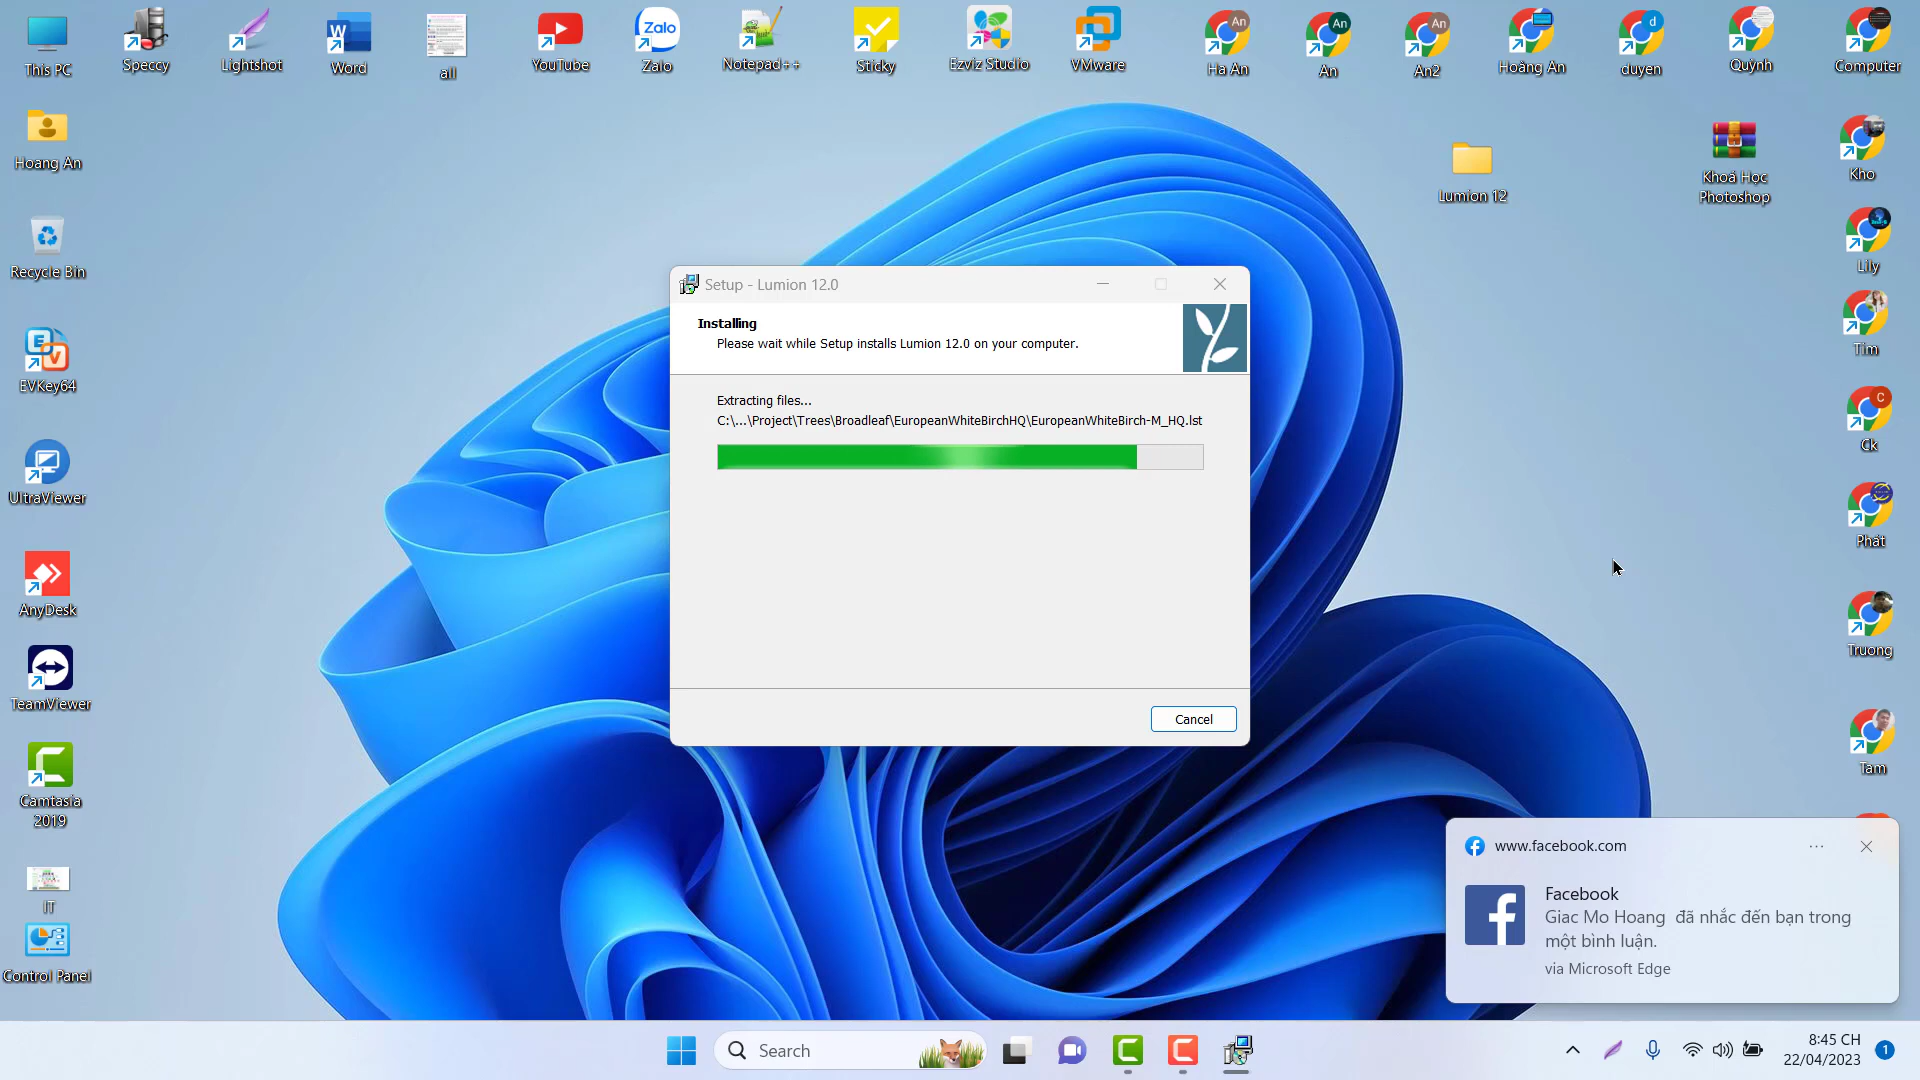 This PC
Speccy
Lightshot
Word
all
YouTube
Zalo
Notepad++
Sticky
Ezviz Studio
VMware
Ha An
An
An2
Hoàng An
duyen
Quỳnh
Computer
Hoang An
Recycle Bin
EVKey64
UltraViewer
AnyDesk
TeamViewer
Camtasia
2019
IT
Control Panel
Lumion 12
Khoá Học
Photoshop
Kho
Lily
Tim
Ck
Phát
Truong
Tam
Setup - Lumion 12.0
Installing
Please wait while Setup installs Lumion 12.0 on your computer.
Extracting files...
C:\...\Project\Trees\Broadleaf\EuropeanWhiteBirchHQ\EuropeanWhiteBirch-M_HQ.lst
Cancel
www.facebook.com
Facebook
Giac Mo Hoang đã nhắc đến bạn trong
một bình luận.
via Microsoft Edge
Search
8:45 CH
22/04/2023
1